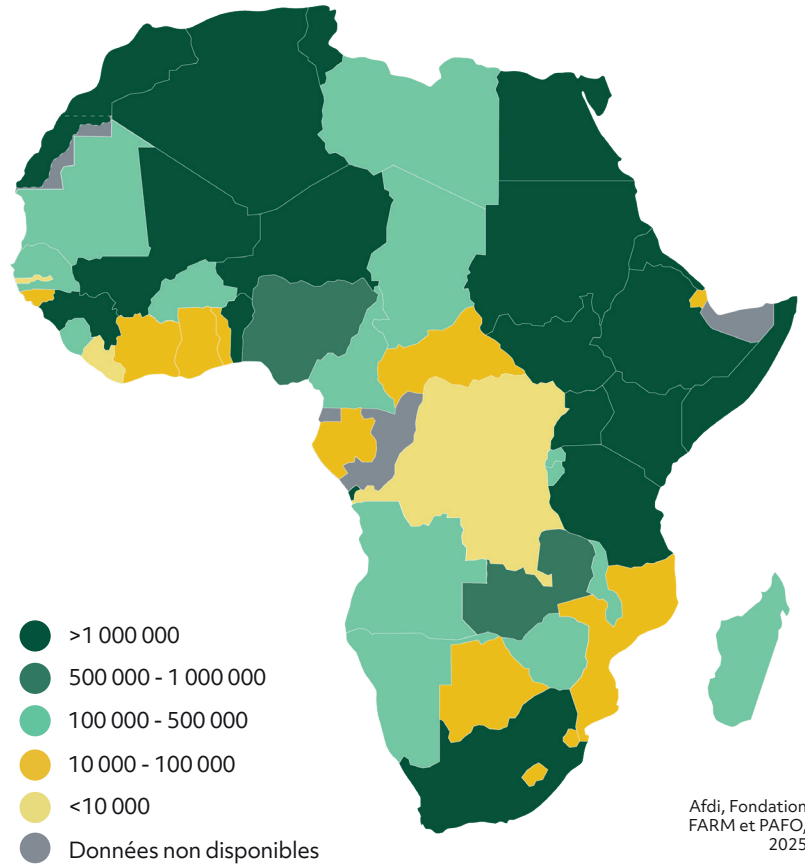 >1 000 000
500 000 - 1 000 000
100 000 - 500 000
10 000 - 100 000
<10 000
Données non disponibles
Afdi, Fondation
FARM et PAFO,
2025